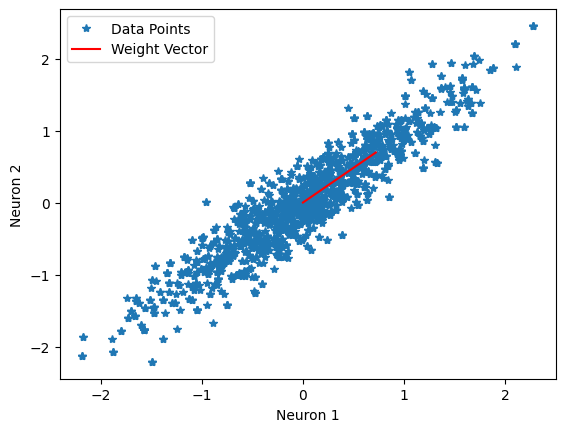 Data Points
Weight Vector
2
1
0
−1
−2
Neuron 2
−2 −1 0 1 2
Neuron 1